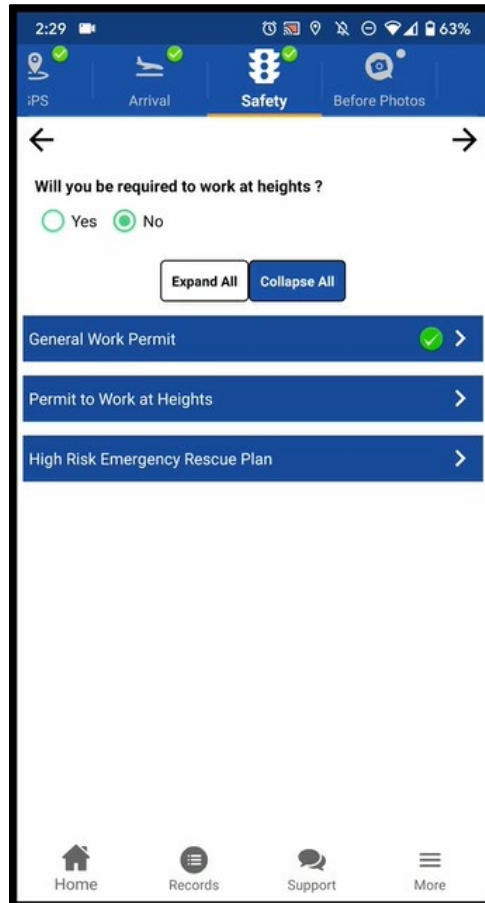 2:29 63%
:PS Arrival Safety Before Photos
Will you be required to work at heights ?
Yes No
Expand All Collapse All
General Work Permit
Permit to Work at Heights
High Risk Emergency Rescue Plan
Home Records Support More